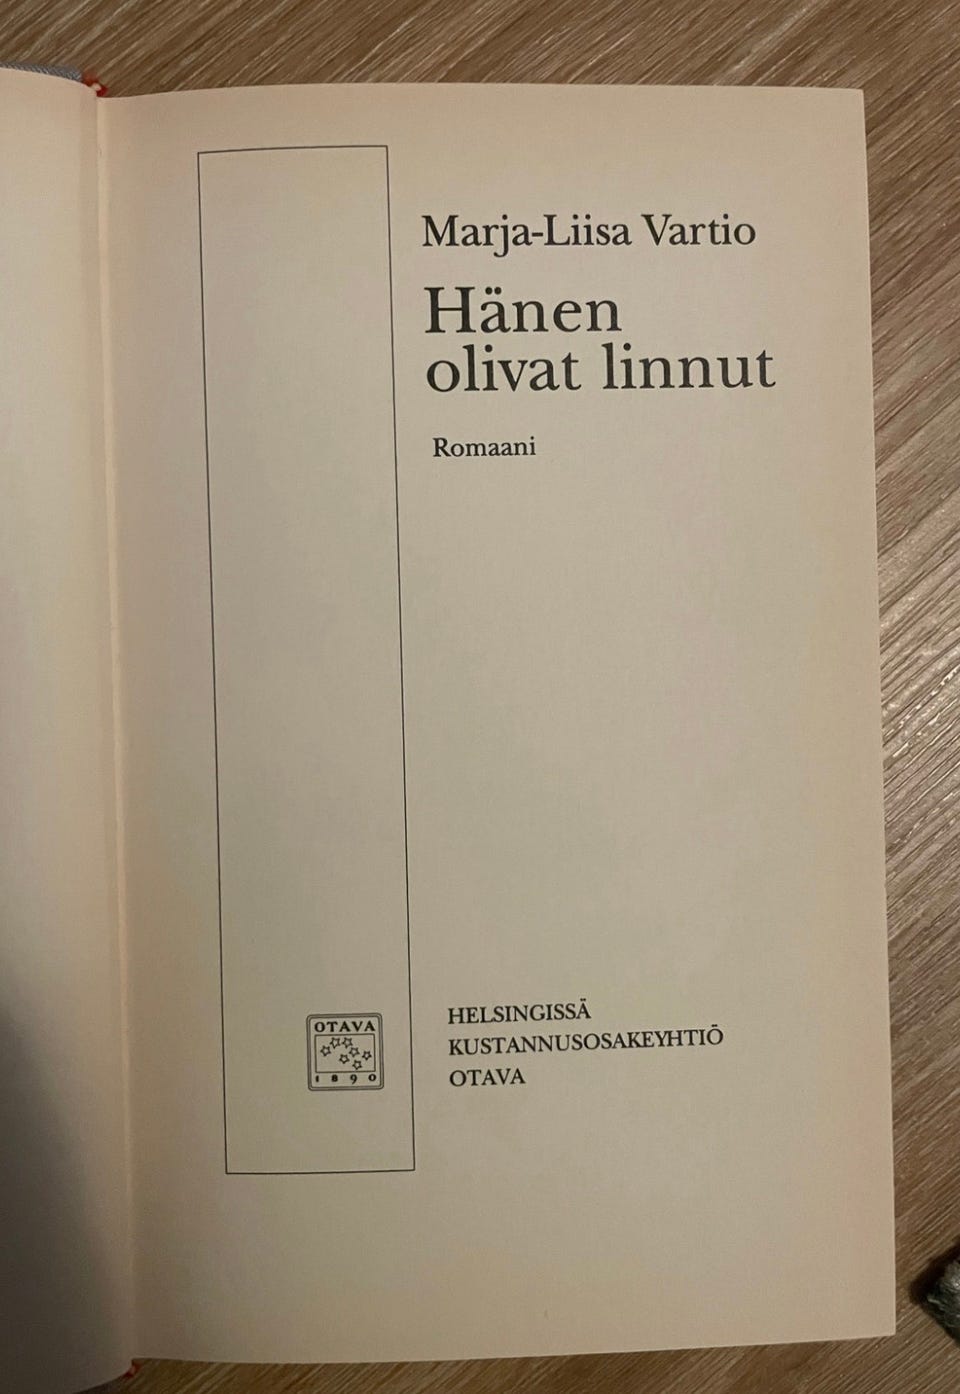 Marja-Liisa Vartio
Hänen
olivat linnut
Romaani
OTAVA
1890
HELSINGISSÄ
KUSTANNUSOSAKEYHTIÖ
OTAVA